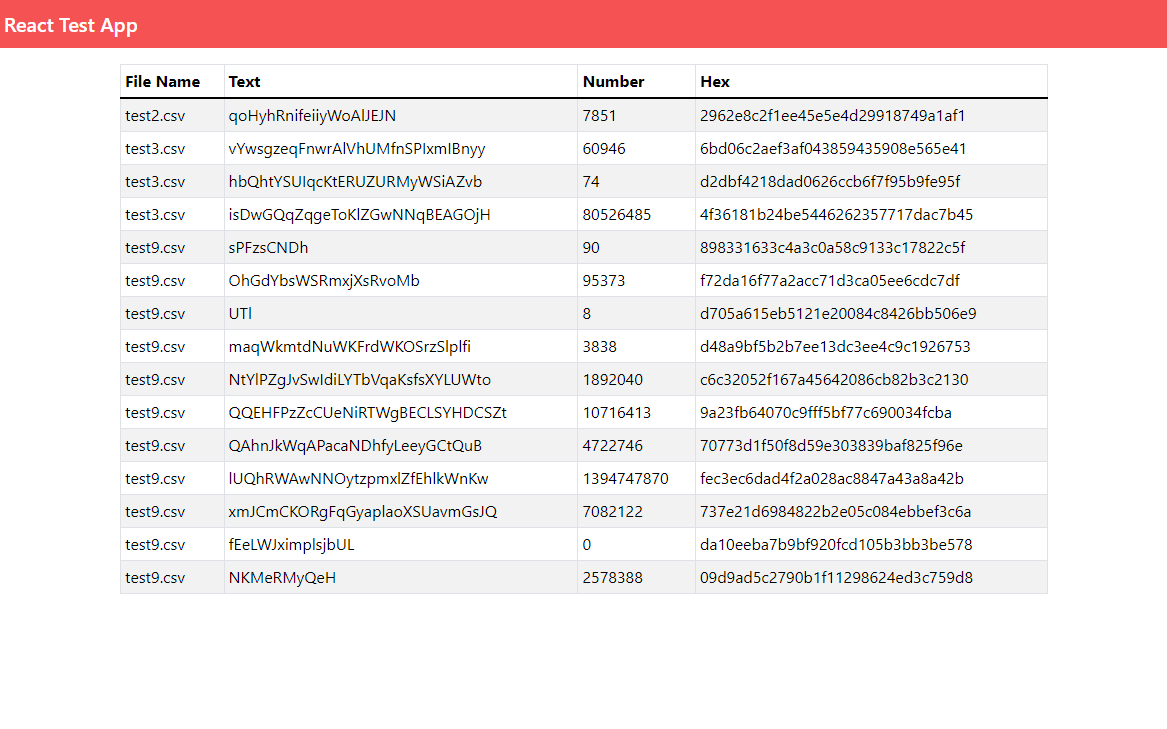 React Test App
File Name Text Number Hex
test2.csv qoHyhRnifeiiyWoAlJEJN 7851 2962e8c2f1ee45e5e4d29918749a1af1
test3.csv vYwsgzeqFnwrAlVhUMfnSPIxmIBnyy 60946 6bd06c2aef3af043859435908e565e41
test3.csv hbQhtYSUIqcKtERUZURMyWSiAZvb 74 d2dbf4218dad0626ccb6f7f95b9fe95f
test3.csv isDwGQqZqgeToKlZGwNNqBEAGOjH 80526485 4f36181b24be5446262357717dac7b45
test9.csv sPFzsCNDh 90 898331633c4a3c0a58c9133c17822c5f
test9.csv OhGdYbsWSRmxjXsRvoMb 95373 f72da16f77a2acc71d3ca05ee6cdc7df
test9.csv UTl 8 d705a615eb5121e20084c8426bb506e9
test9.csv maqWkmtdNuWKFrdWKOSrzSlplfi 3838 d48a9bf5b2b7ee13dc3ee4c9c1926753
test9.csv NtYlPZgJvSwIdiLYTbVqaKsfsXYLUWto 1892040 c6c32052f167a45642086cb82b3c2130
test9.csv QQEHFPzZcCUeNiRTWgBECLSYHDCSZt 10716413 9a23fb64070c9fff5bf77c690034fcba
test9.csv QAhnJkWqAPacaNDhfyLeeyGCtQuB 4722746 70773d1f50f8d59e303839baf825f96e
test9.csv lUQhRWAwNNOytzpmxlZfEhlkWnKw 1394747870 fec3ec6dad4f2a028ac8847a43a8a42b
test9.csv xmJCmCKORgFqGyaplaoXSUavmGsJQ 7082122 737e21d6984822b2e05c084ebbef3c6a
test9.csv fEeLWJximplsjbUL 0 da10eeba7b9bf920fcd105b3bb3be578
test9.csv NKMeRMyQeH 2578388 09d9ad5c2790b1f11298624ed3c759d8